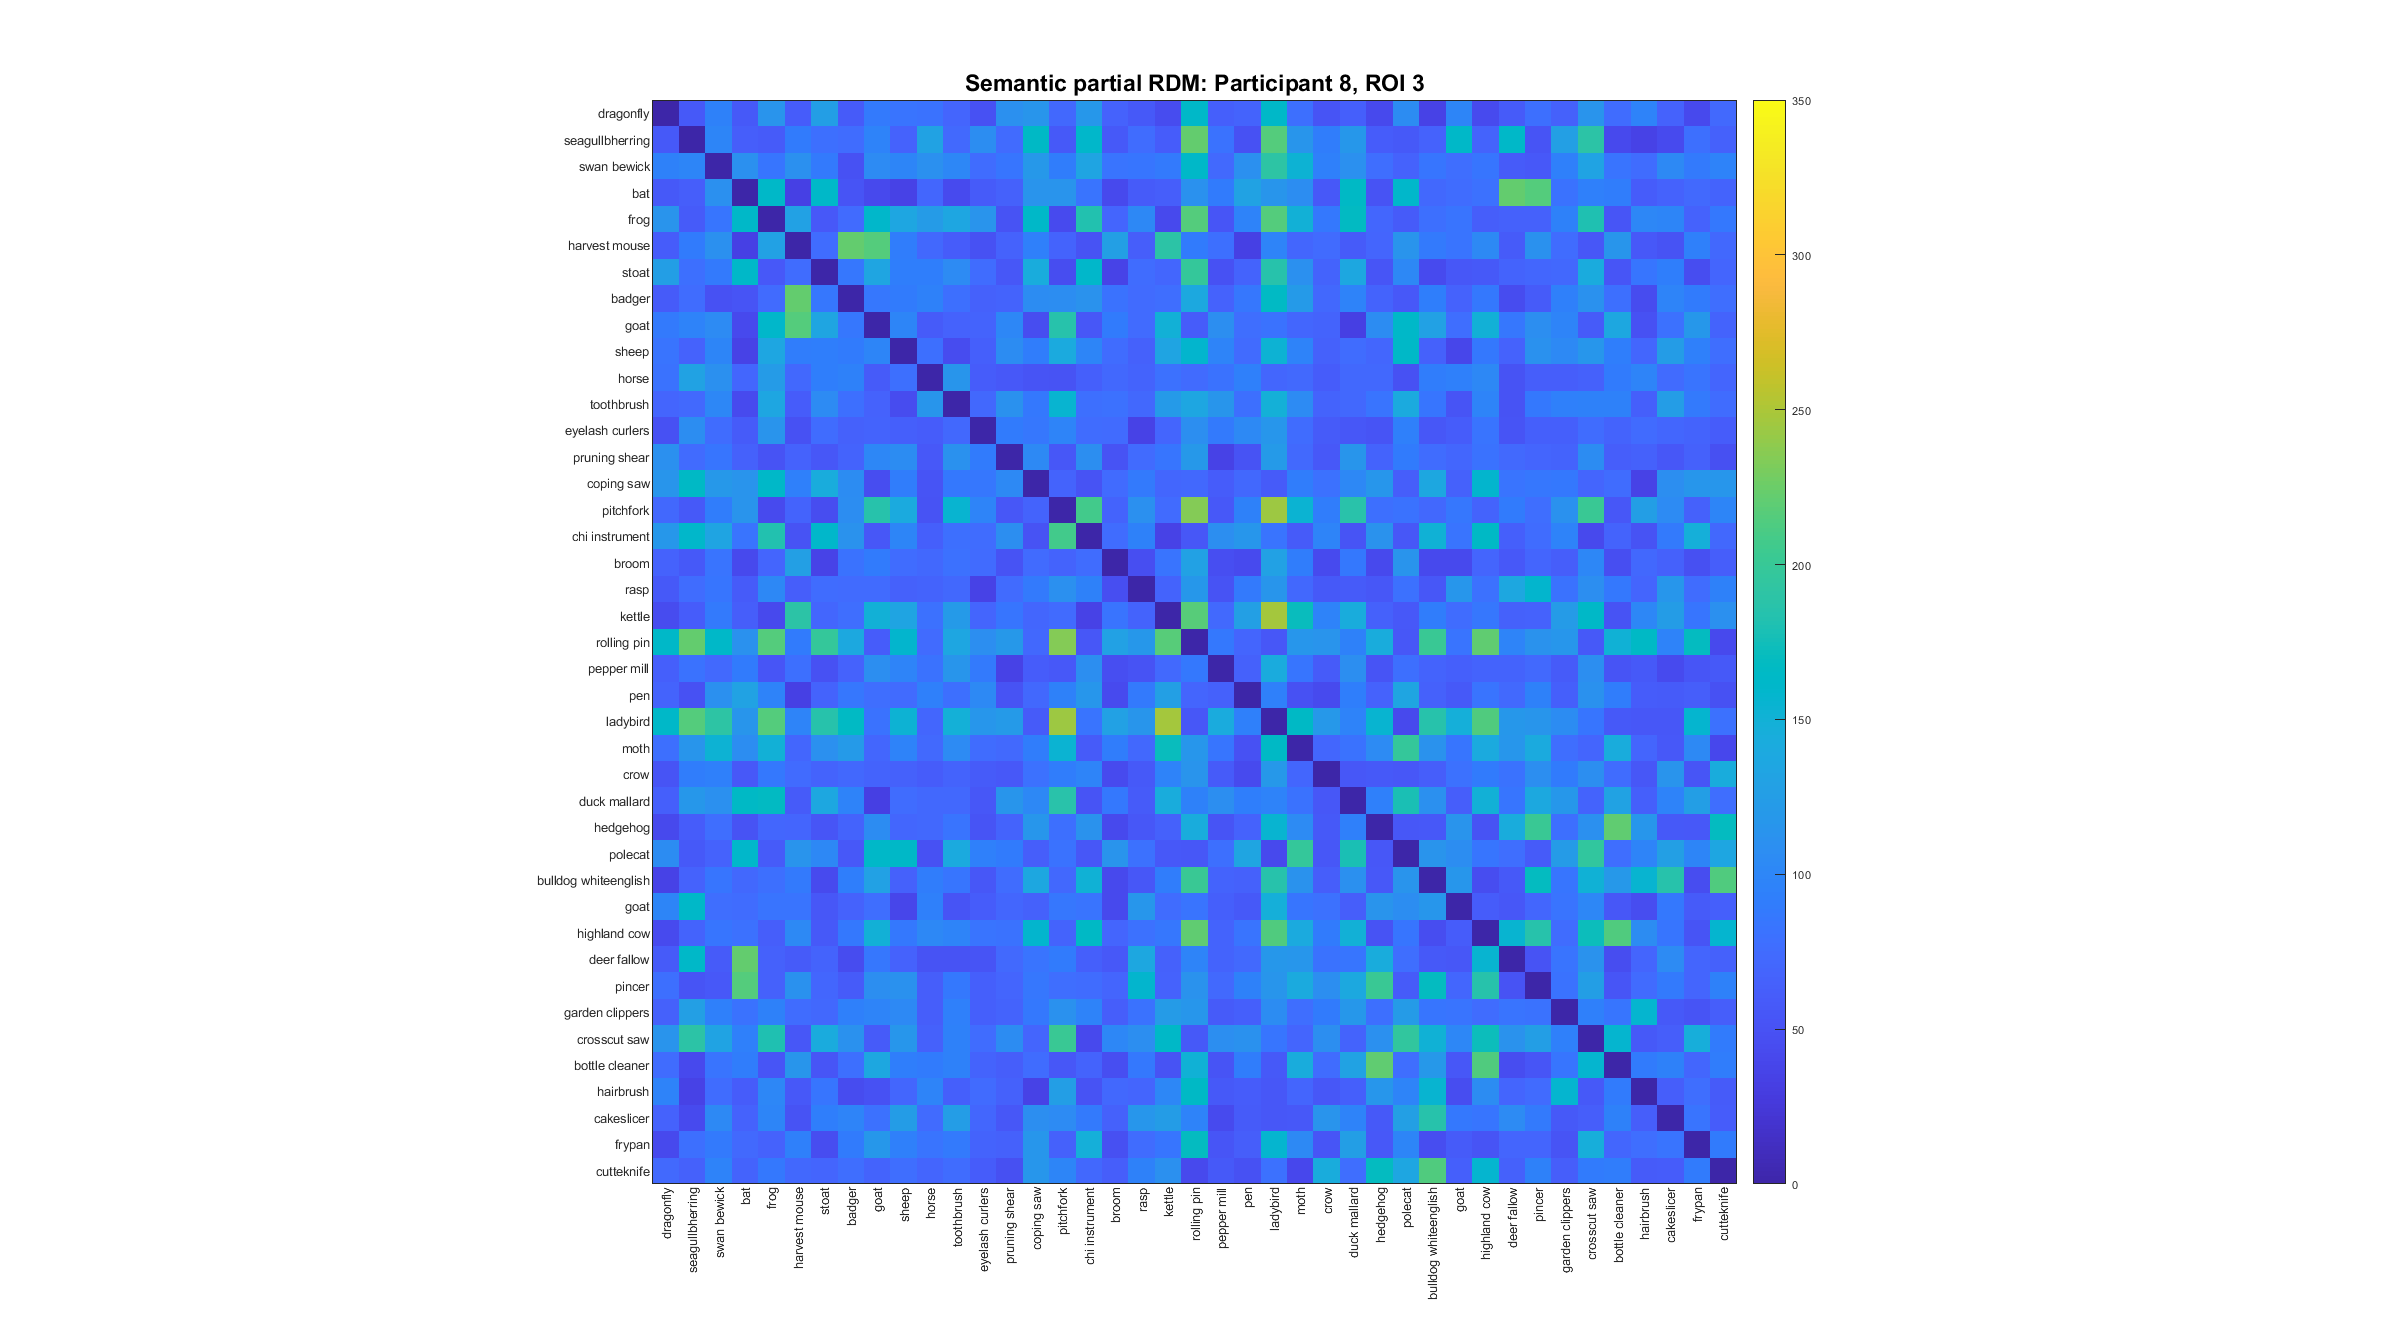 Semantic partial RDM: Participant 8, ROI 3
dragonfly
seagullbherring
swan bewick
bat
frog
harvest mouse
stoat
badger
goat
sheep
horse
toothbrush
eyelash curlers
pruning shear
coping saw
pitchfork
chi instrument
broom
rasp
kettle
rolling pin
pepper mill
pen
ladybird
moth
crow
duck mallard
hedgehog
polecat
bulldog whiteenglish
goat
highland cow
deer fallow
pincer
garden clippers
crosscut saw
bottle cleaner
hairbrush
cakeslicer
frypan
cutteknife
dragonfly
seagullbherring
swan bewick
bat
frog
harvest mouse
stoat
badger
goat
sheep
horse
toothbrush
eyelash curlers
pruning shear
coping saw
pitchfork
chi instrument
broom
rasp
kettle
rolling pin
pepper mill
pen
ladybird
moth
crow
duck mallard
hedgehog
polecat
bulldog whiteenglish
goat
highland cow
deer fallow
pincer
garden clippers
crosscut saw
bottle cleaner
hairbrush
cakeslicer
frypan
cutteknife
350
300
250
200
150
100
50
0